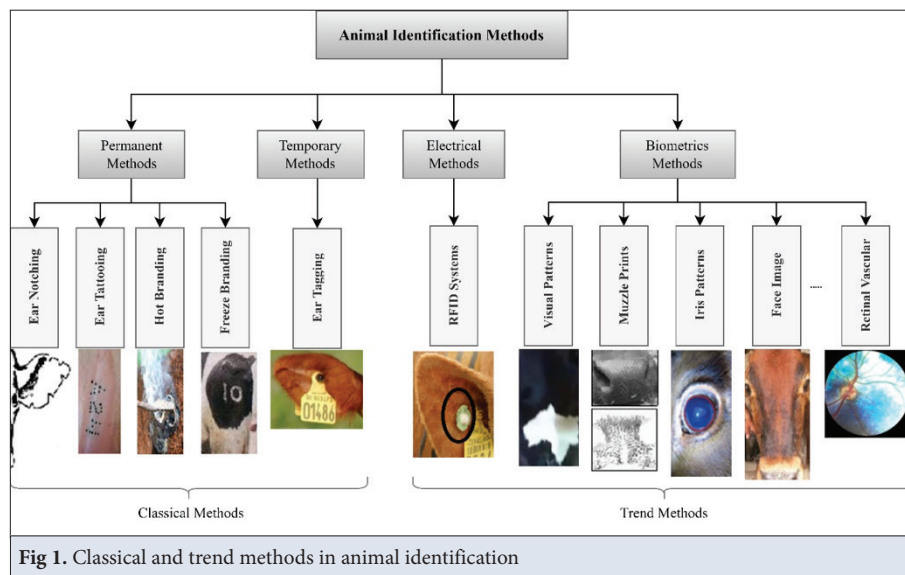 Animal Identification Methods
Permanent
Methods
Temporary
Methods
Electrical
Methods
Biometrics
Methods
Ear Notching
Ear Tattooing
Hot Branding
Freeze Branding
Ear Tagging
RFID Systems
Visual Patterns
Muzzle Prints
Iris Patterns
Face Image
.....
Retinal Vascular
10
01486
Classical Methods
Trend Methods
Fig 1. Classical and trend methods in animal identification